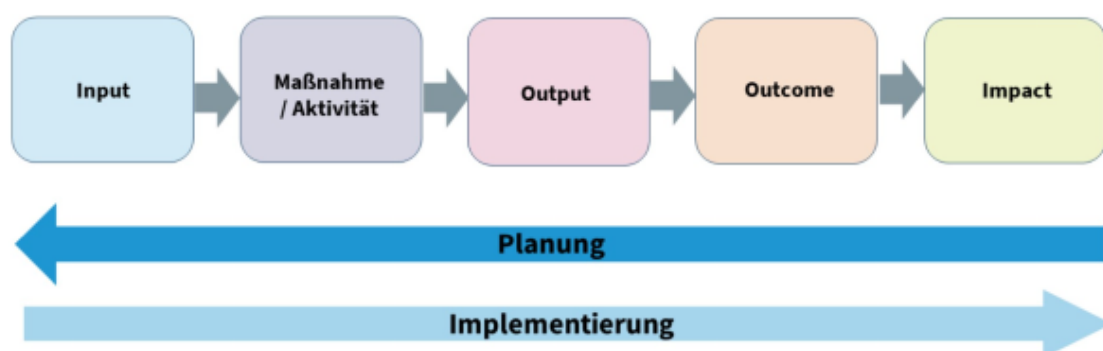 Input
Maßnahme
/ Aktivität
Output
Outcome
Impact
Planung
Implementierung